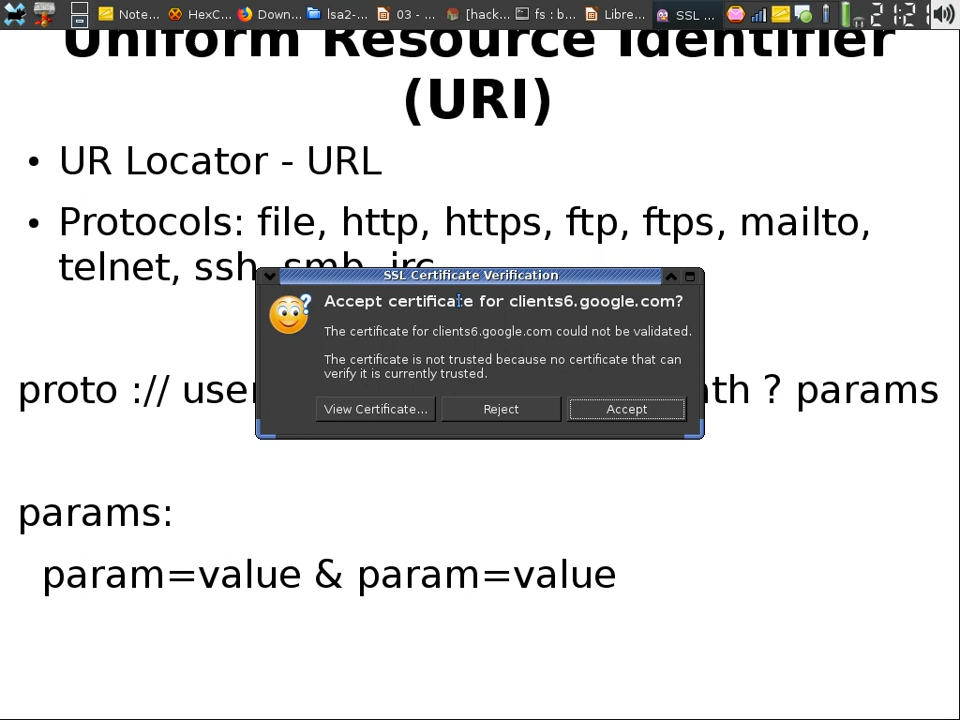 Note...
HexC...
Down...
lsa2-...
03 - ...
[hack...
fs : b...
Libre...
SSL ...
21:21
Uniform Resource Identifier
(URI)
• UR Locator - URL
• Protocols: file, http, https, ftp, ftps, mailto,
telnet, ssh, smb, irc
SSL Certificate Verification
Accept certificate for clients6.google.com?
The certificate for clients6.google.com could not be validated.
The certificate is not trusted because no certificate that can
verify it is currently trusted.
View Certificate...
Reject
Accept
proto :// user
th ? params
params:
param=value & param=value